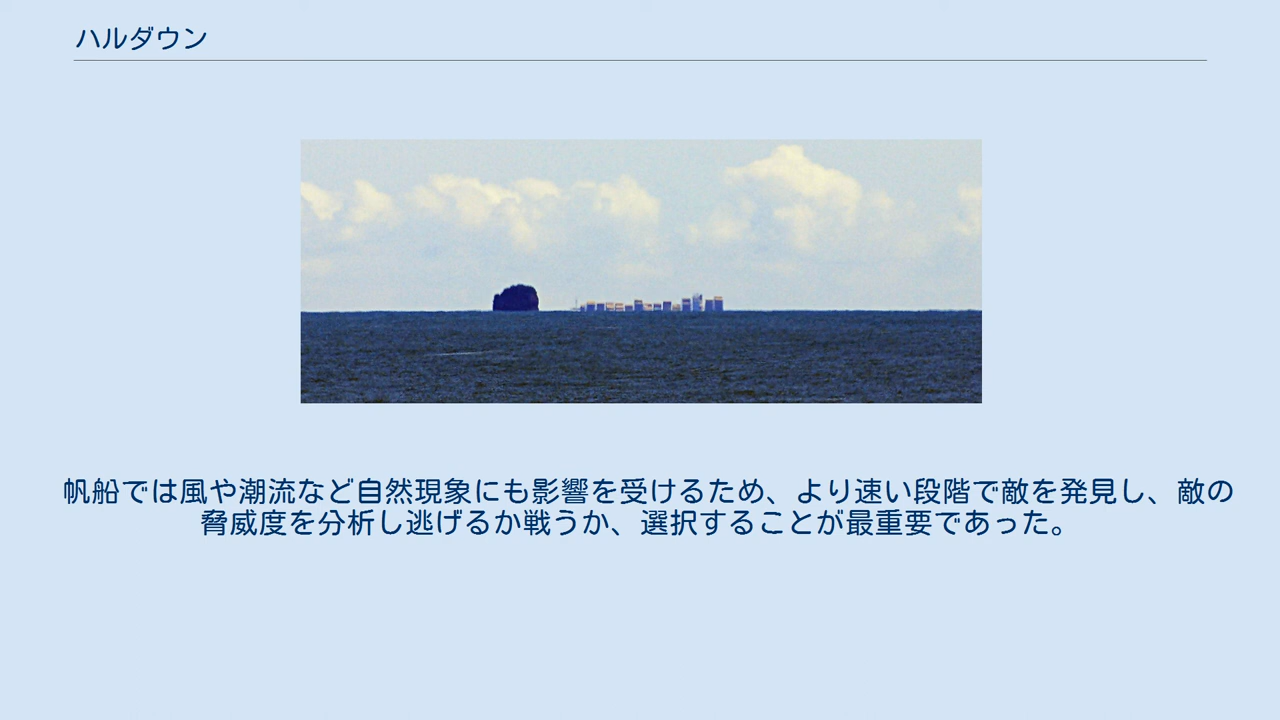 ハルダウン
帆船では風や潮流など自然現象にも影響を受けるため、より速い段階で敵を発見し、敵の
脅威度を分析し逃げるか戦うか、選択することが最重要であった。